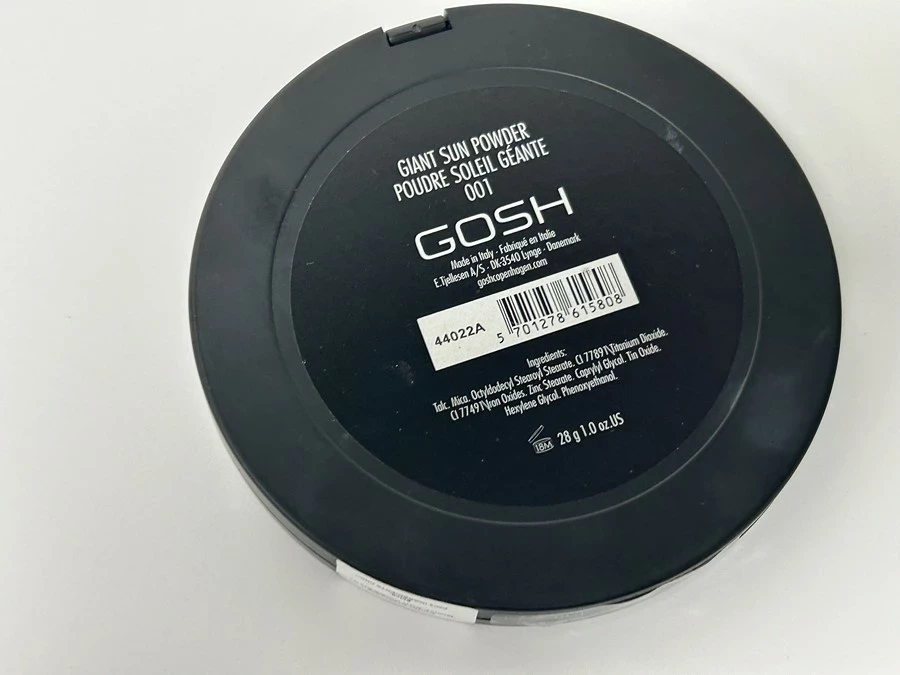 GIANT SUN POWDER
POUDRE SOLEIL GÉANTE
001
GOSH
Made in Italy - Fabriqué en Italie
E.Tjellesen A/S - DK-3540 Lynge - Danemark
goshcopenhagen.com
44022A
5 701278 615808
Ingredients:
Talc. Mica. Octyldodecyl Stearoyl Stearate. CI 77891\Titanium Dioxide.
CI 77491\Iron Oxides. Zinc Stearate. Caprylyl Glycol. Tin Oxide.
Hexylene Glycol. Phenoxyethanol.
18M 28 g 1.0 oz.US